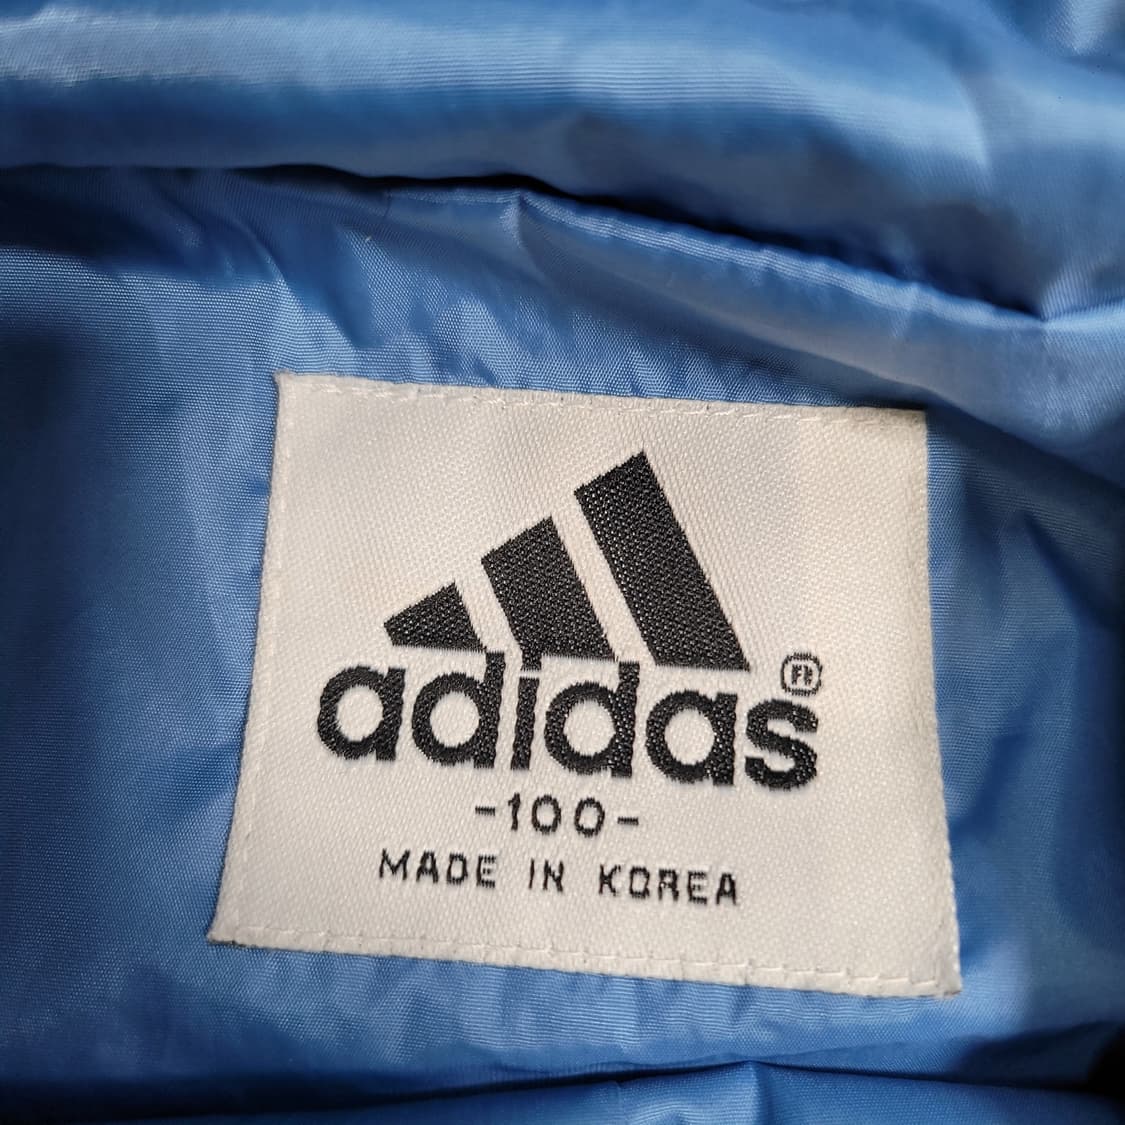 adidas®
-100-
MADE IN KOREA